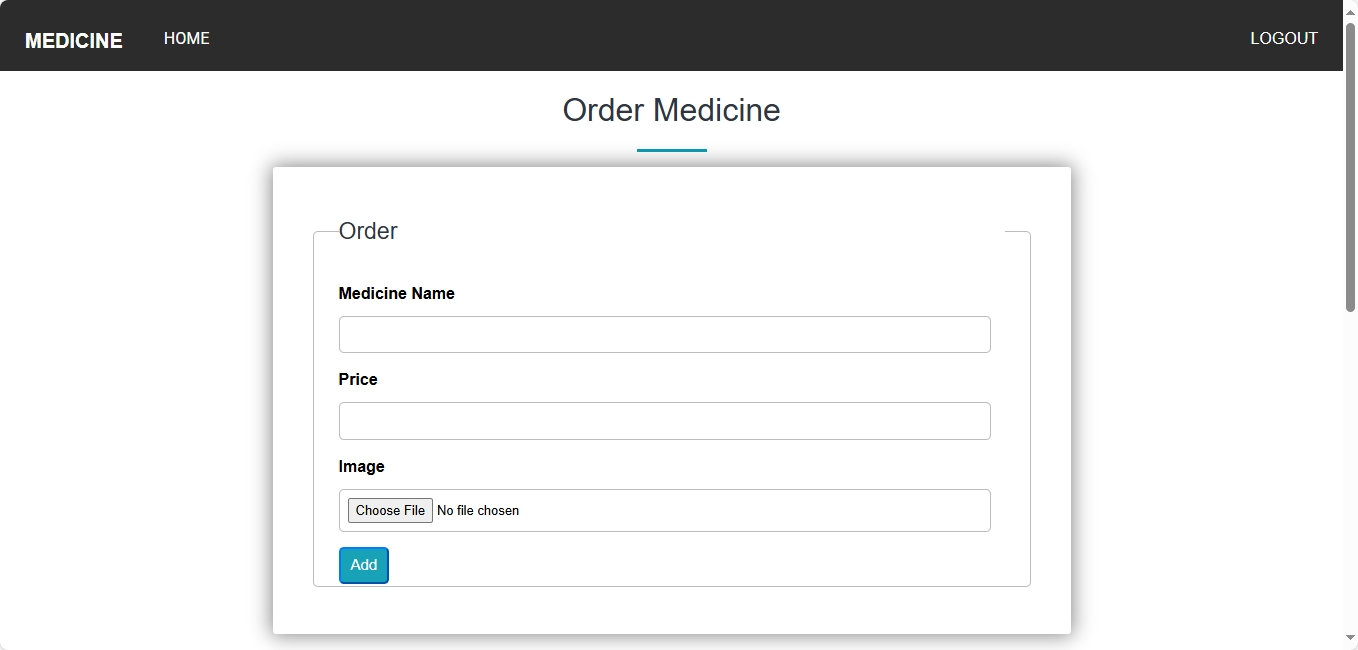 MEDICINE HOME LOGOUT
Order Medicine
Order
Medicine Name
Price
Image
Choose File No file chosen
Add